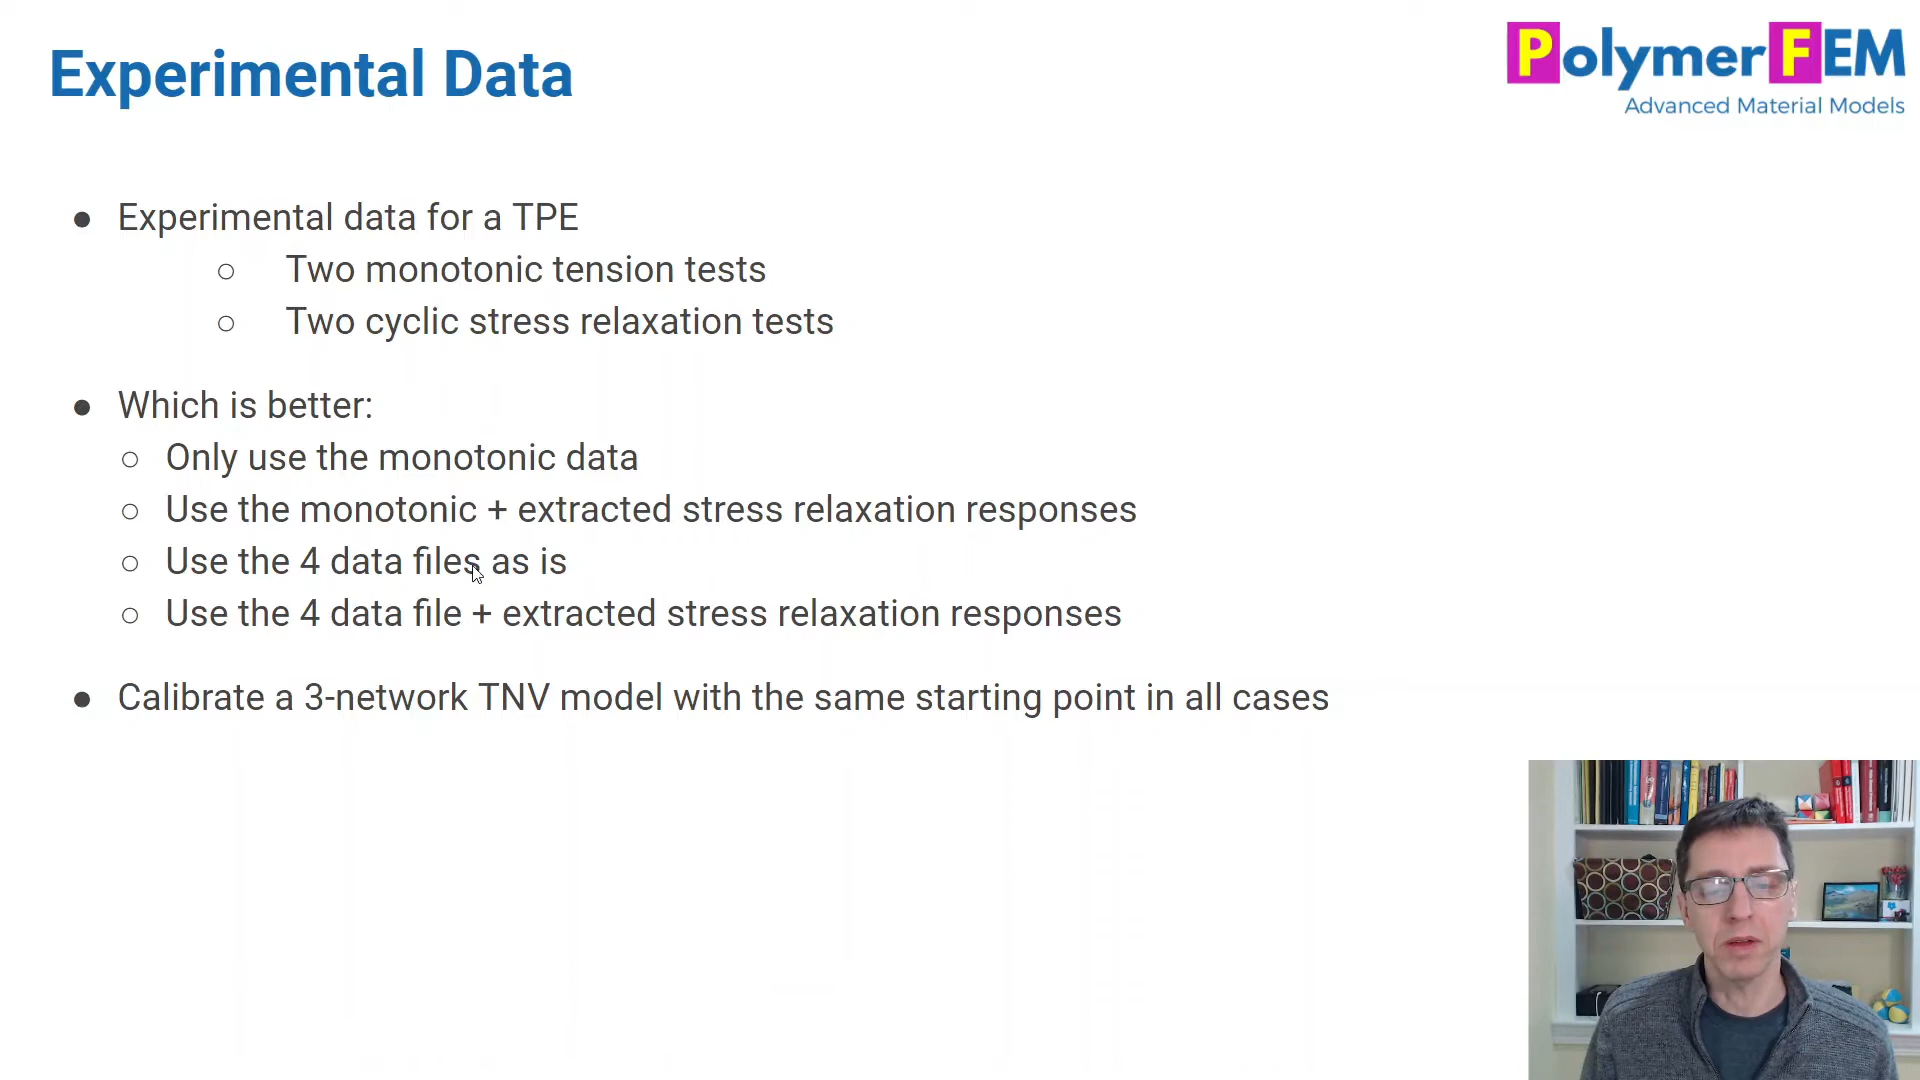 Experimental Data
PolymerFEM
Advanced Material Models
● Experimental data for a TPE
○ Two monotonic tension tests
○ Two cyclic stress relaxation tests
● Which is better:
○ Only use the monotonic data
○ Use the monotonic + extracted stress relaxation responses
○ Use the 4 data files as is
○ Use the 4 data file + extracted stress relaxation responses
● Calibrate a 3-network TNV model with the same starting point in all cases